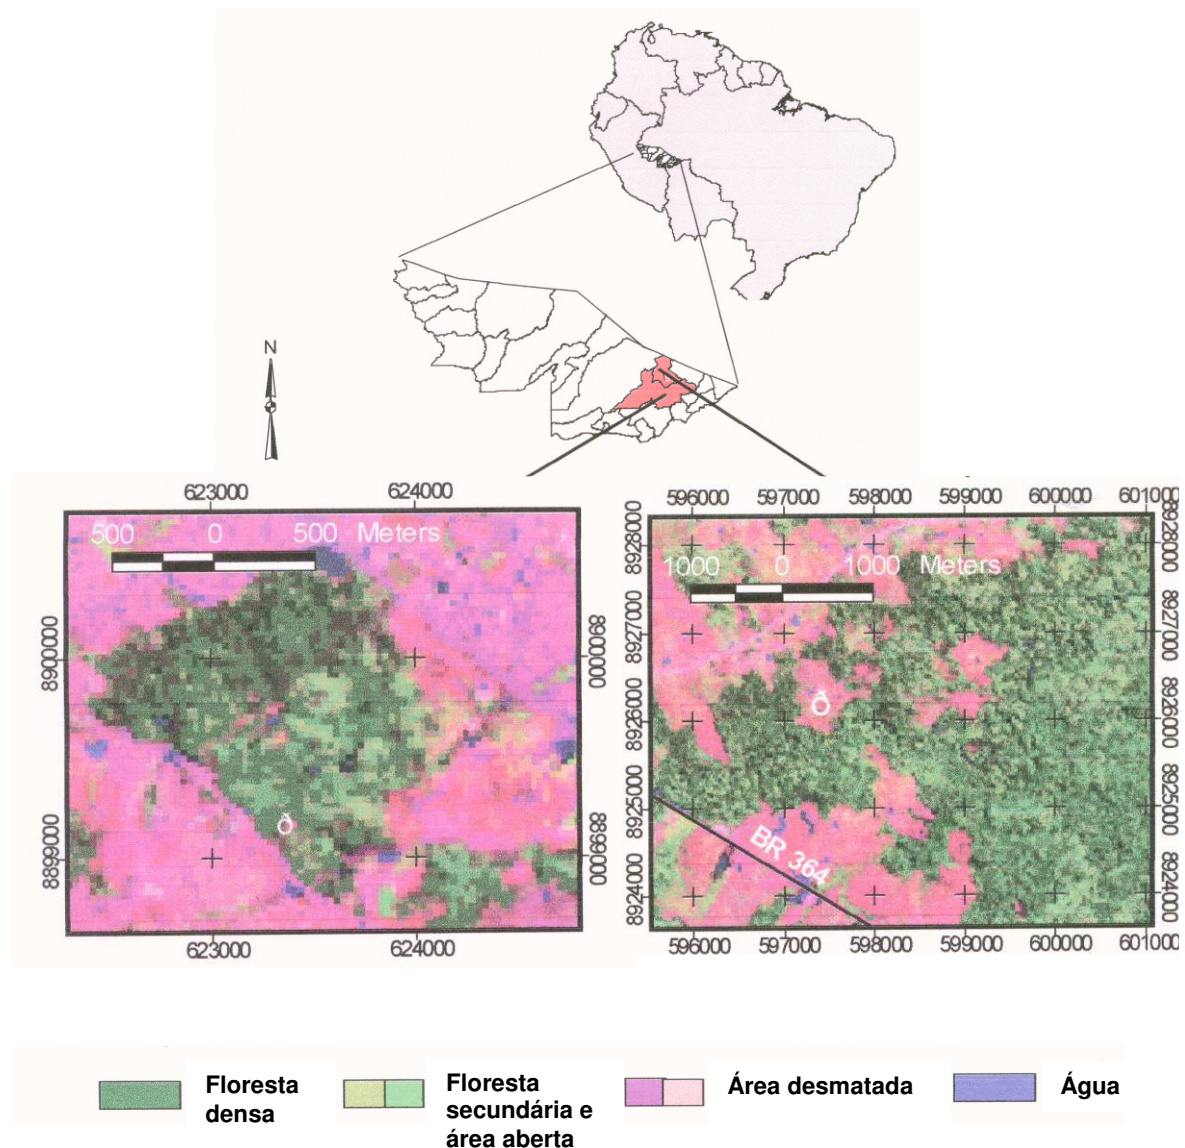 N
623000 624000
500 0 500 Meters
8900000 8900000
889000 889000
623000 624000
596000 597000 598000 599000 600000 601000
1000 0 1000 Meters
8928000 8928000
8927000 8927000
8926000 8926000
8925000 8925000
8924000 8924000
BR 364
596000 597000 598000 599000 600000 601000
Floresta
densa
Floresta
secundária e
área aberta
Área desmatada
Água